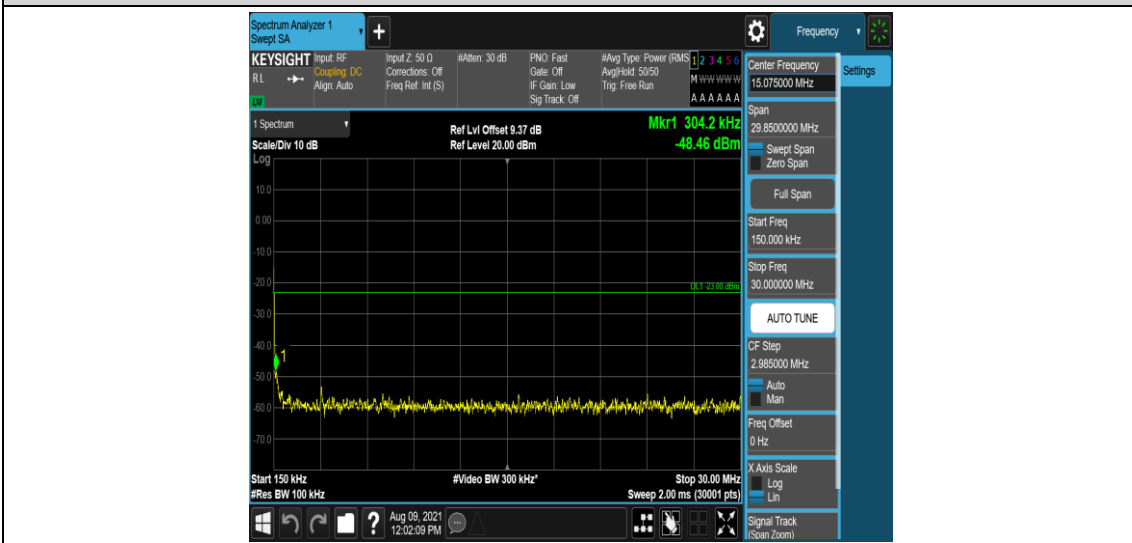 Spectrum Analyzer 1
Swept SA
Frequency
KEYSIGHT
RL
LXI
Input: RF
Coupling: DC
Align: Auto
Input Z: 50 Ω
Corrections: Off
Freq Ref: Int (S)
#Atten: 30 dB
PNO: Fast
Gate: Off
IF Gain: Low
Sig Track: Off
#Avg Type: Power (RMS
Avg|Hold: 50/50
Trig: Free Run
1 2 3 4 5 6
M W W W W W
A A A A A A
1 Spectrum
Scale/Div 10 dB
Log
Ref Lvl Offset 9.37 dB
Ref Level 20.00 dBm
Mkr1 304.2 kHz
-48.46 dBm
10.0
0.00
-10.0
-20.0
DL1 -23.00 dBm
-30.0
-40.0
1
-50.0
-60.0
-70.0
Start 150 kHz
#Res BW 100 kHz
#Video BW 300 kHz*
Stop 30.00 MHz
Sweep 2.00 ms (30001 pts)
?
Aug 09, 2021
12:02:09 PM
Center Frequency
15.075000 MHz
Settings
Span
29.8500000 MHz
Swept Span
Zero Span
Full Span
Start Freq
150.000 kHz
Stop Freq
30.000000 MHz
AUTO TUNE
CF Step
2.985000 MHz
Auto
Man
Freq Offset
0 Hz
X Axis Scale
Log
Lin
Signal Track
(Span Zoom)